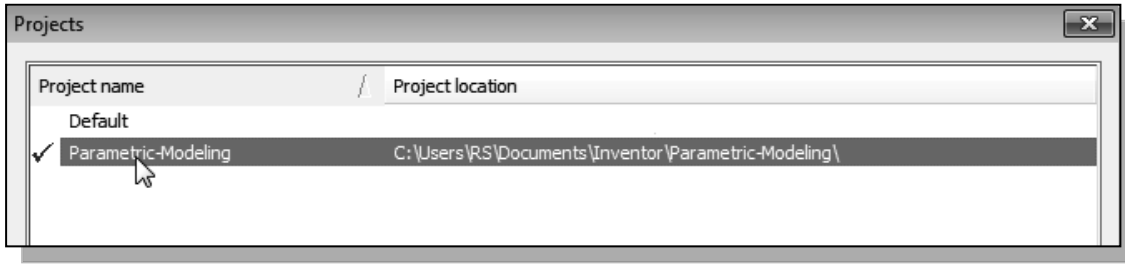 Projects
Project name Project location
Default
Parametric-Modeling C:\Users\RS\Documents\Inventor\Parametric-Modeling\